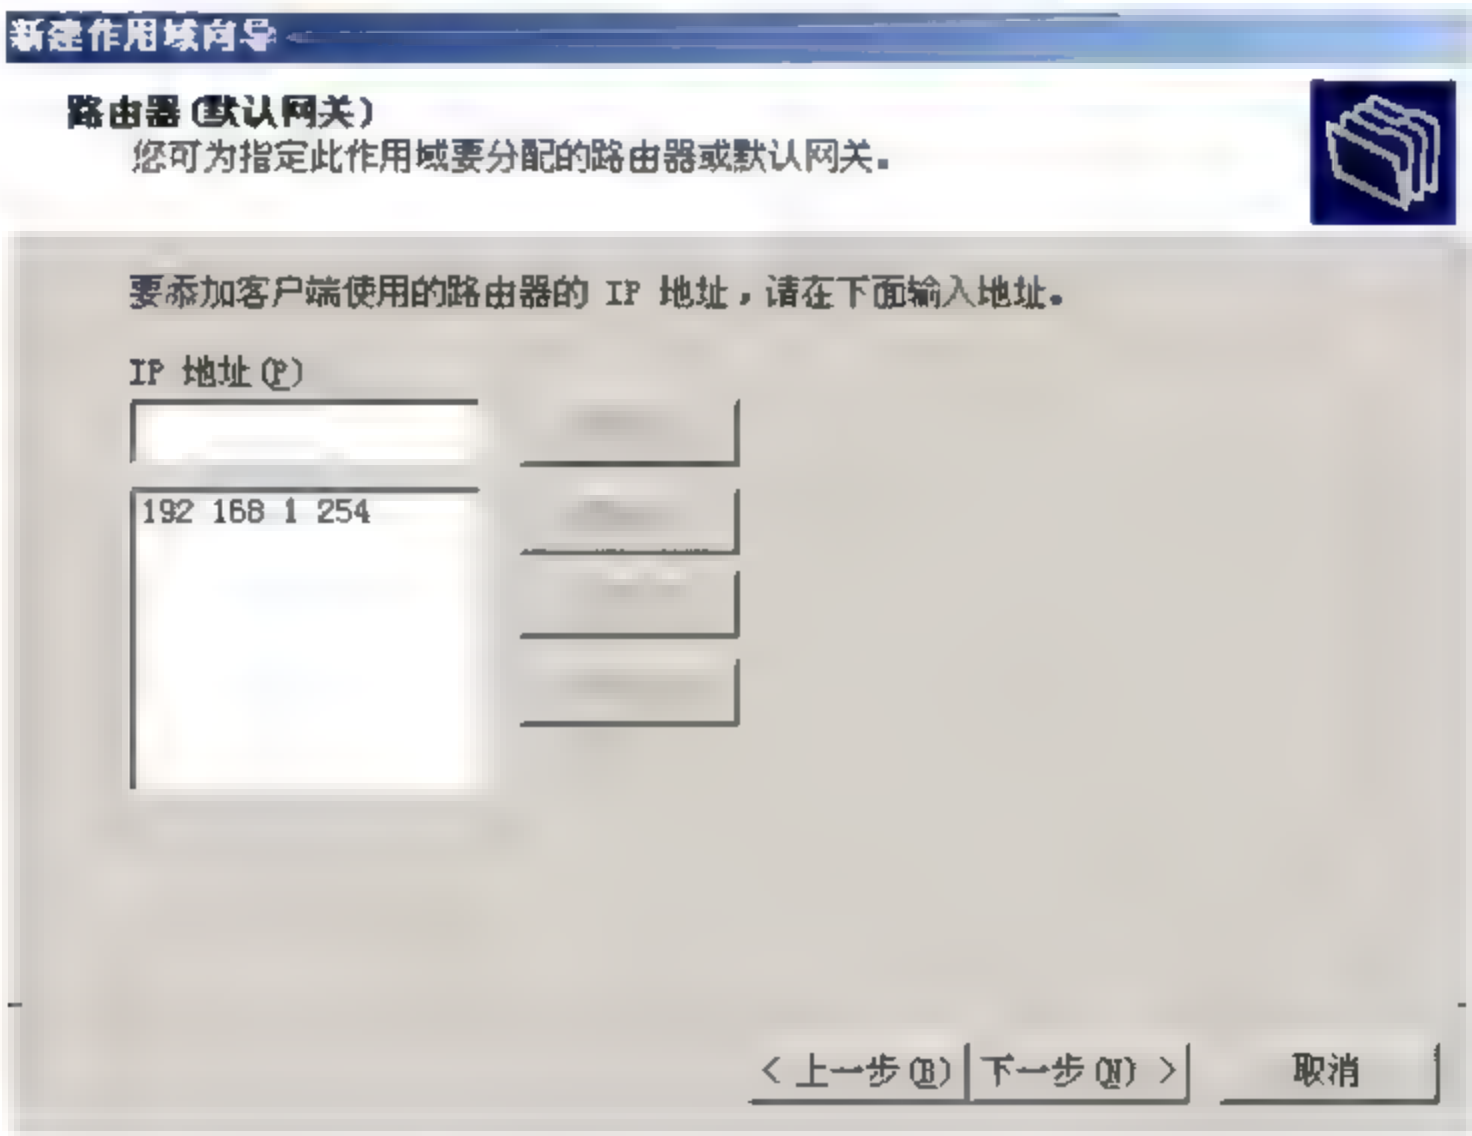 新建作用域向导
路由器(默认网关)
您可为指定此作用域要分配的路由器或默认网关。
要添加客户端使用的路由器的 IP 地址，请在下面输入地址。
IP 地址(P)
192 168 1 254
< 上一步(B) 下一步(N) > 取消